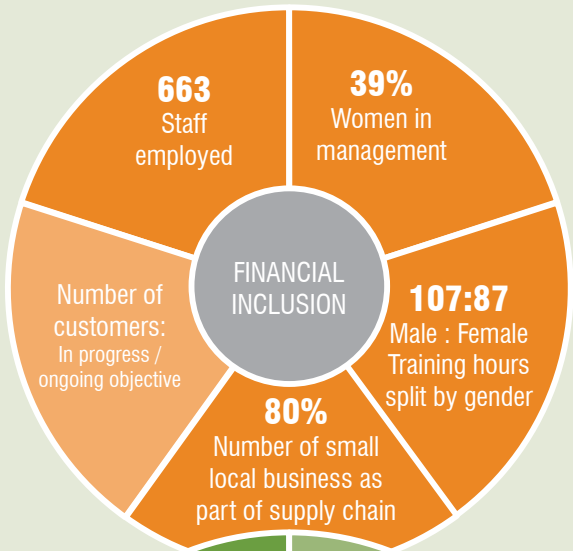 663
Staff
employed
39%
Women in
management
FINANCIAL
INCLUSION
Number of
customers:
In progress /
ongoing objective
107:87
Male : Female
Training hours
split by gender
80%
Number of small
local business as
part of supply chain